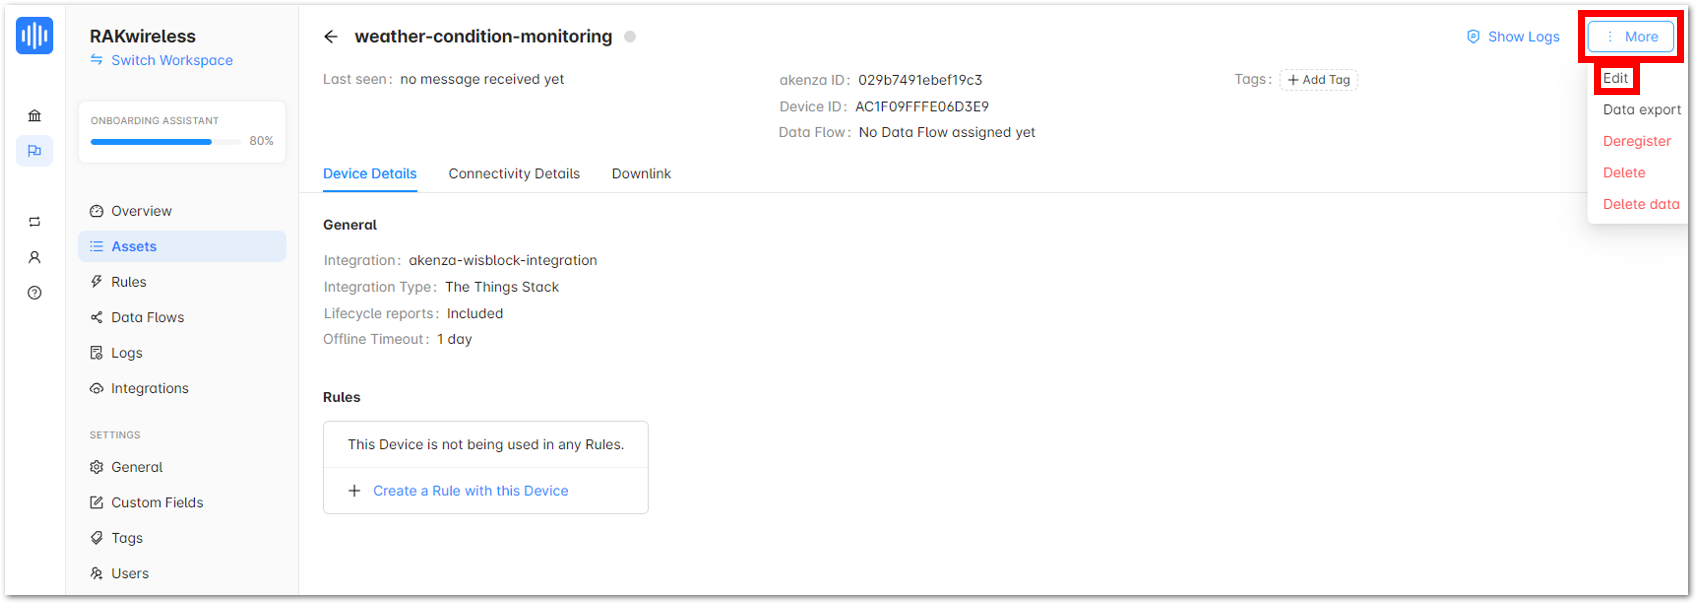 RAKwireless
Switch Workspace
ONBOARDING ASSISTANT
80%
Overview
Assets
Rules
Data Flows
Logs
Integrations
SETTINGS
General
Custom Fields
Tags
Users
weather-condition-monitoring
Show Logs
More
Last seen: no message received yet
akenza ID: 029b7491ebef19c3
Device ID: AC1F09FFFE06D3E9
Data Flow: No Data Flow assigned yet
Tags: + Add Tag
Edit
Data export
Deregister
Delete
Delete data
Device Details Connectivity Details Downlink
General
Integration: akenza-wisblock-integration
Integration Type: The Things Stack
Lifecycle reports: Included
Offline Timeout: 1 day
Rules
This Device is not being used in any Rules.
+ Create a Rule with this Device